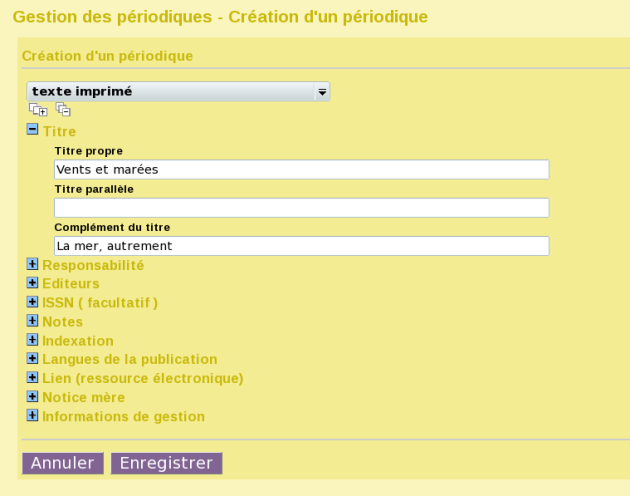 Gestion des périodiques - Création d'un périodique
Création d'un périodique
texte imprimé
Titre
Titre propre
Vents et marées
Titre parallèle
Complément du titre
La mer, autrement
Responsabilité
Editeurs
ISSN ( facultatif )
Notes
Indexation
Langues de la publication
Lien (ressource électronique)
Notice mère
Informations de gestion
Annuler Enregistrer